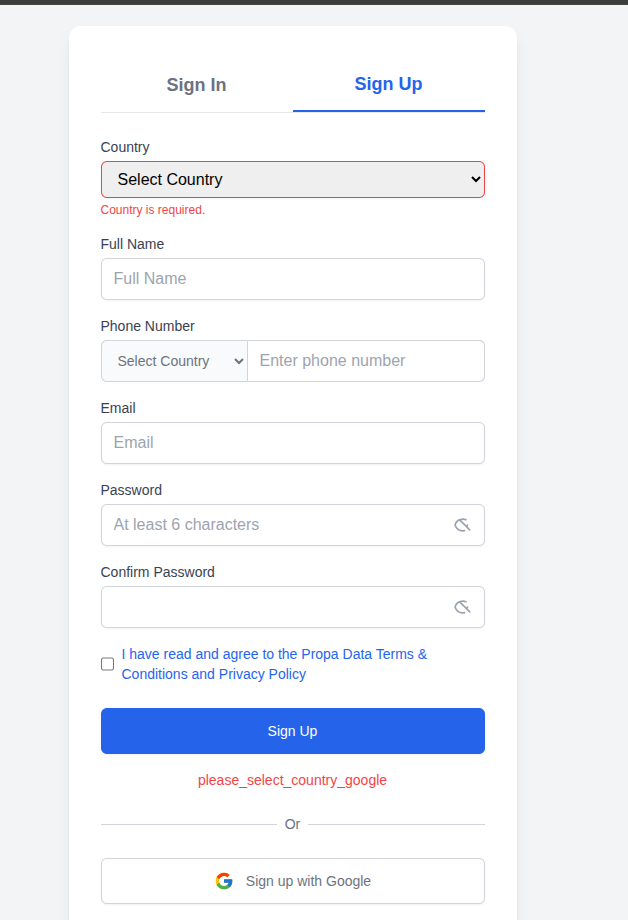 Sign In
Sign Up
Country
Select Country
Country is required.
Full Name
Full Name
Phone Number
Select Country
Enter phone number
Email
Email
Password
At least 6 characters
Confirm Password
I have read and agree to the Propa Data Terms &
Conditions and Privacy Policy
Sign Up
please_select_country_google
Or
Sign up with Google